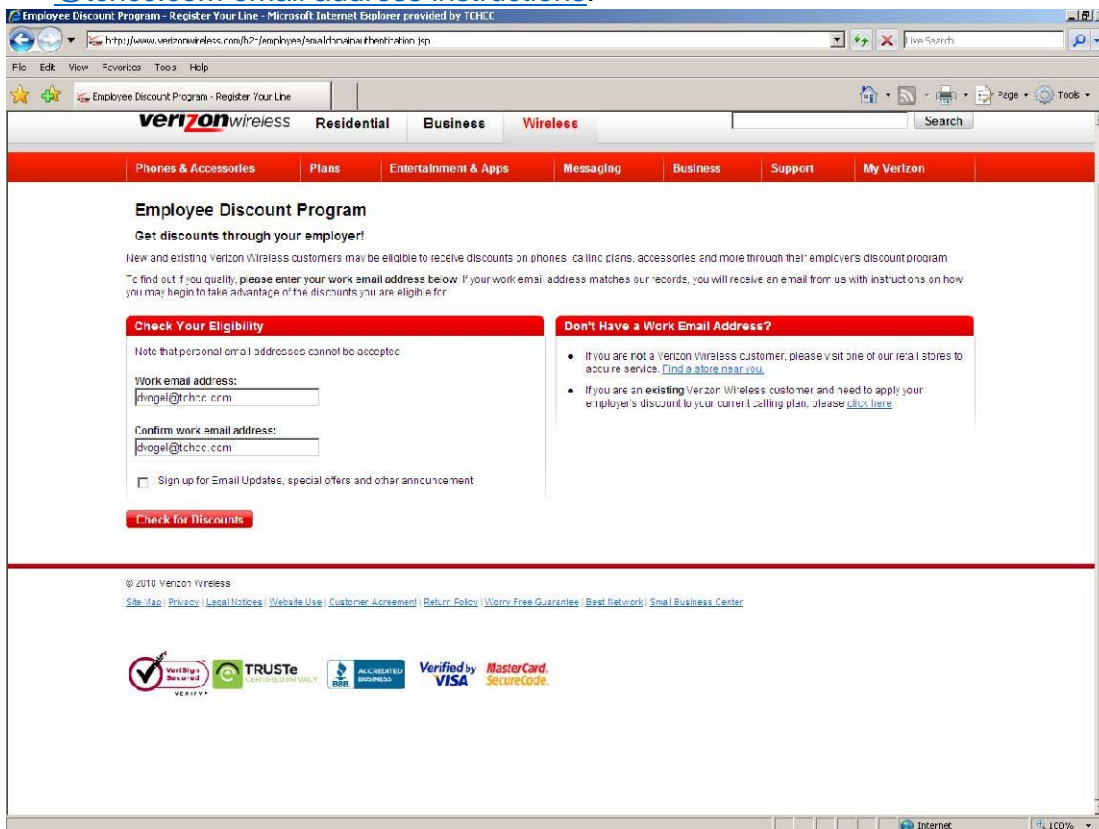 @tchcc.com email address instructions.
Employee Discount Program - Register Your Line - Microsoft Internet Explorer provided by TCHCC
Live Search
Edit View Favorites Tools Help
Employee Discount Program - Register Your Line
Page Tools
verizonwireless Residential Business Wireless Search
Phones & Accessories Plans Entertainment & Apps Messaging Business Support My Verizon
Employee Discount Program
Get discounts through your employer!
New and existing Verizon Wireless customers may be eligible to receive discounts on phones, calling plans, accessories and more through their employer's discount program
To find out if you qualify, please enter your work email address below. If your work email address matches our records, you will receive an email from us with instructions on how
you may begin to take advantage of the discounts you are eligible for
Check Your Eligibility
Note that personal email addresses cannot be accepted
Work email address:
dvogel@tchcc.com
Confirm work email address:
dvogel@tchcc.com
Sign up for Email Updates, special offers and other announcement
Check for Discounts
Don't Have a Work Email Address?
If you are not a Verizon Wireless customer, please visit one of our retail stores to
acquire service. Find a store near you.
If you are an existing Verizon Wireless customer and need to apply your
employer's discount to your current calling plan, please click here
© 2010 Verizon Wireless
Site Map | Privacy | Legal Notices | Website Use | Customer Agreement | Return Policy | Worry Free Guarantee | Best Network | Small Business Center
VeriSign
Secured
VERIFY
TRUSTe
CERTIFIED PRIVACY
BBB
ACCREDITED
BUSINESS
Verified by
VISA
MasterCard.
SecureCode.
Internet 100%